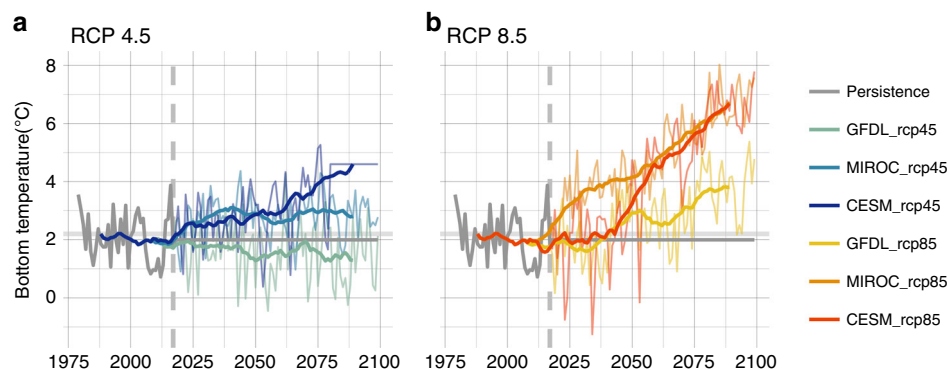 a
RCP 4.5
b
RCP 8.5
Bottom temperature(°C)
8
6
4
2
0
1975 2000 2025 2050 2075 2100
1975 2000 2025 2050 2075 2100
Persistence
GFDL_rcp45
MIROC_rcp45
CESM_rcp45
GFDL_rcp85
MIROC_rcp85
CESM_rcp85